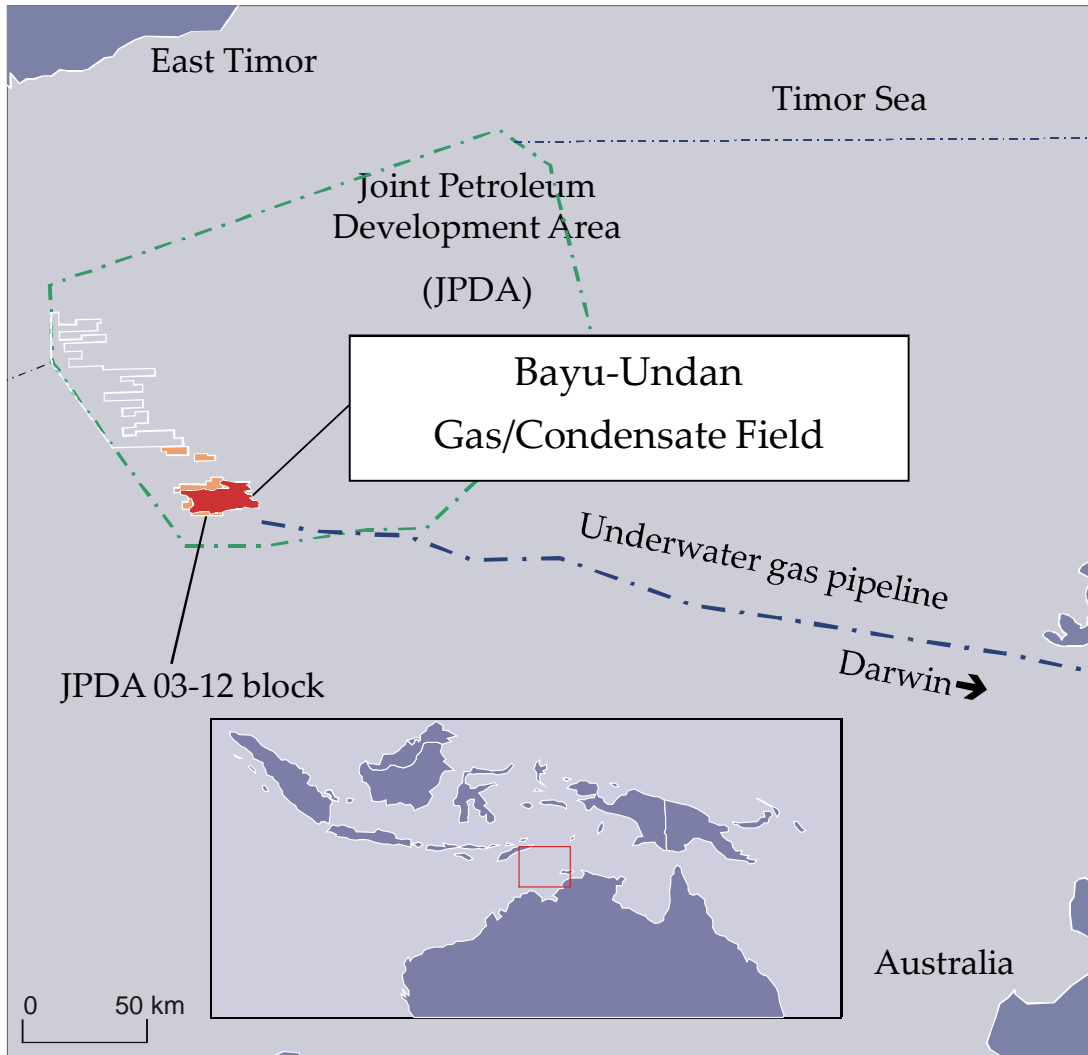 East Timor
Timor Sea
Joint Petroleum
Development Area
(JPDA)
Bayu-Undan
Gas/Condensate Field
Underwater gas pipeline
Darwin
JPDA 03-12 block
Australia
0 50 km